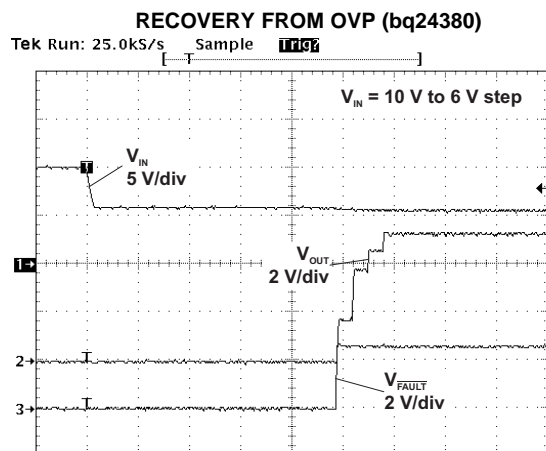 RECOVERY FROM OVP (bq24380)
Tek Run: 25.0kS/s Sample Trig?
T
V_IN = 10 V to 6 V step
T
V_IN
5 V/div
V_OUT
2 V/div
1
2
T
V_FAULT
2 V/div
3
T